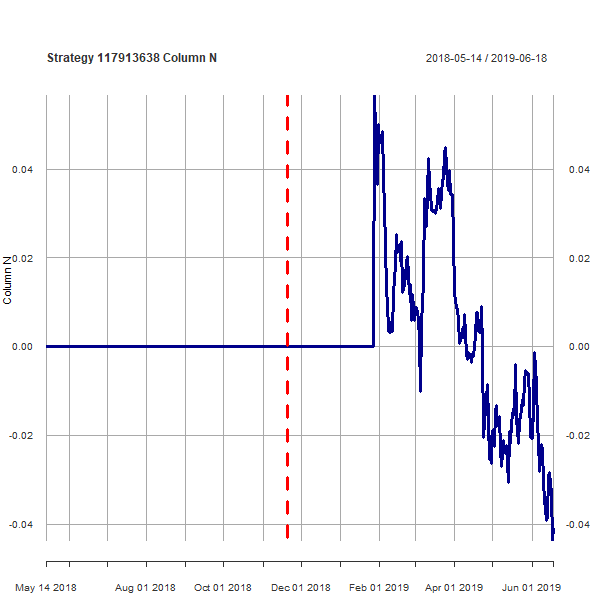 Strategy 117913638 Column N
2018-05-14 / 2019-06-18
0.04
0.04
0.02
0.02
Column N
0.00
0.00
-0.02
-0.02
-0.04
-0.04
May 14 2018
Aug 01 2018
Oct 01 2018
Dec 01 2018
Feb 01 2019
Apr 01 2019
Jun 01 2019